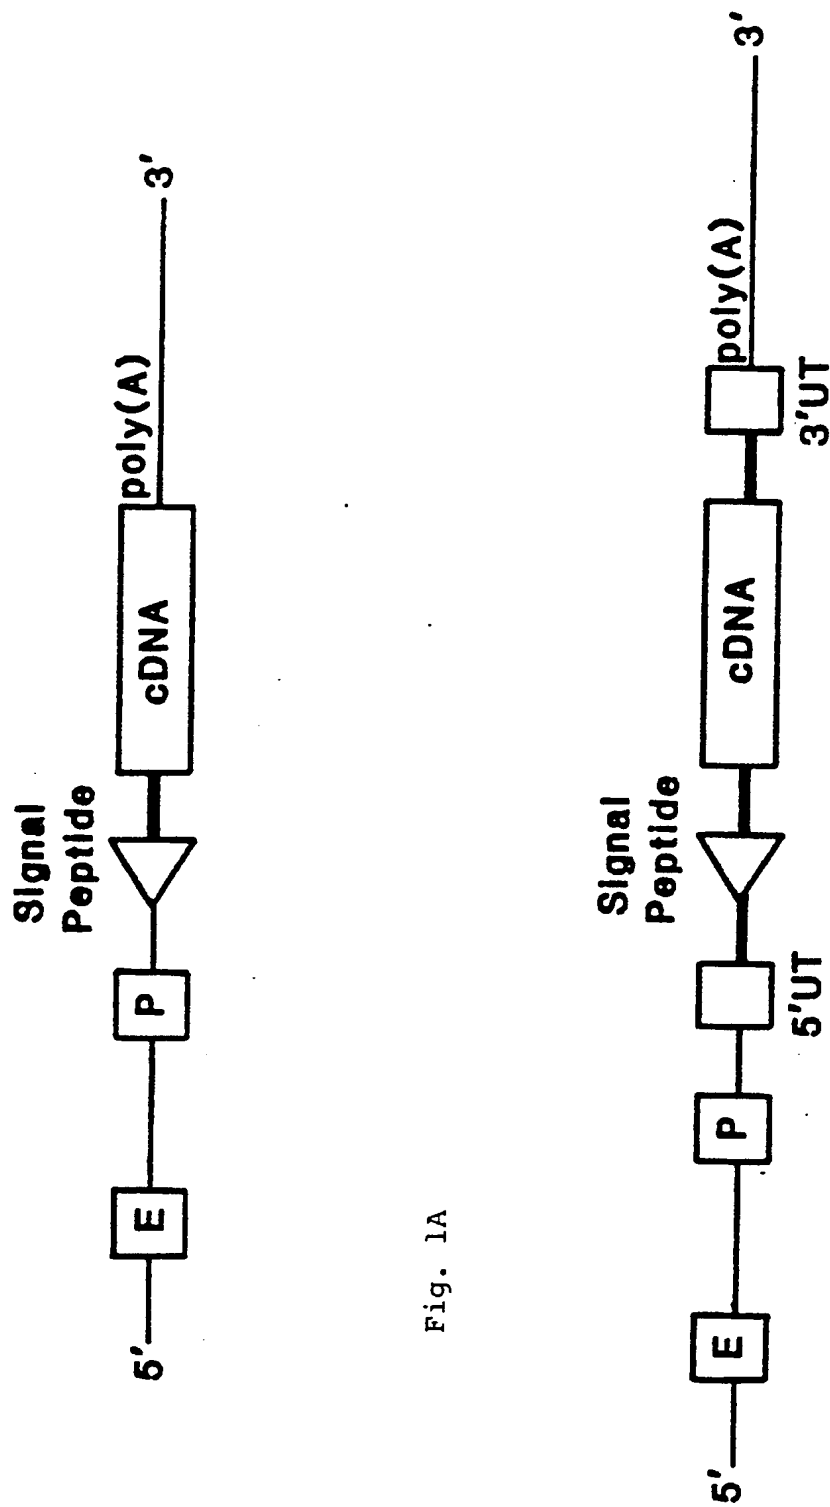 Signal
Peptide
poly(A)
5' E P cDNA 3'
Fig. 1A
Signal
Peptide
poly(A)
5' E P cDNA 3'
5'UT 3'UT